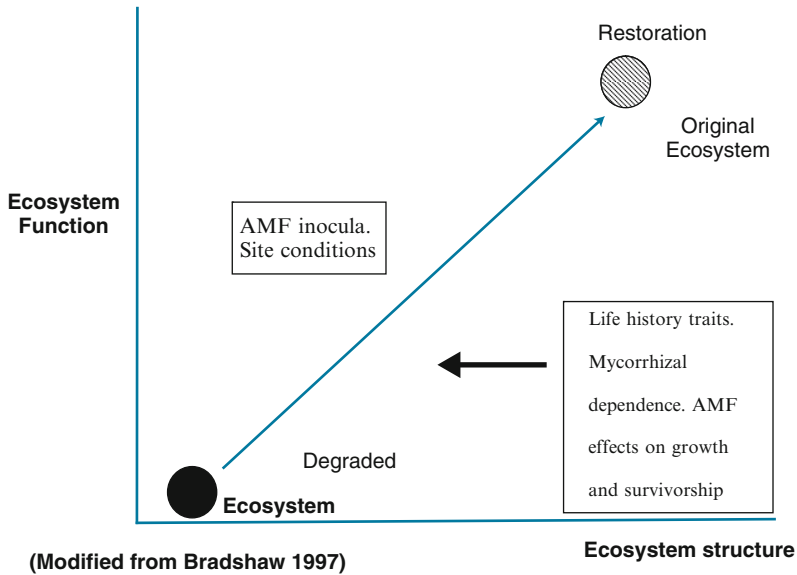 Restoration
Original
Ecosystem
Ecosystem
Function
AMF inocula.
Site conditions
Life history traits.
Mycorrhizal
dependence. AMF
effects on growth
and survivorship
Degraded
Ecosystem
(Modified from Bradshaw 1997)
Ecosystem structure